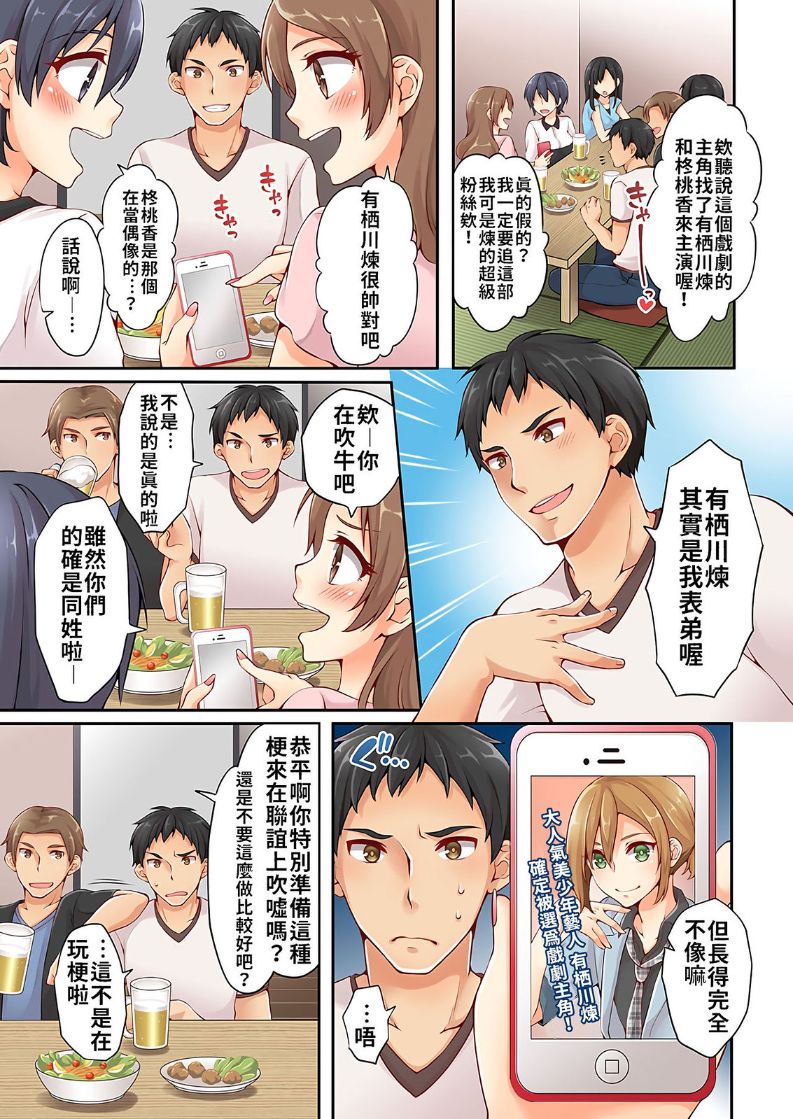 欸聽說這個戲劇的
主角找了有栖川煉
和柊桃香來主演喔！
真的假的？
我一定要追這部
我可是煉的超級
粉絲欸！
きゃーっ
有栖川煉很帥對吧
きゃっ
きゃっ
柊桃香是那個
在當偶像的…？
話說啊—…
有栖川煉
其實是我表弟喔
欸—你
在吹牛吧
不是…
我說的是真的啦
雖然你們
的確是同姓啦—
但長得完全
不像嘛
大人氣美少年藝人 有栖川煉
確定被選為戲劇主角！
ぐ…
…唔
恭平啊你特別準備這種
梗來在聯誼上吹噓嗎？
還是不要這麼做比較好吧？
…這不是在
玩梗啦